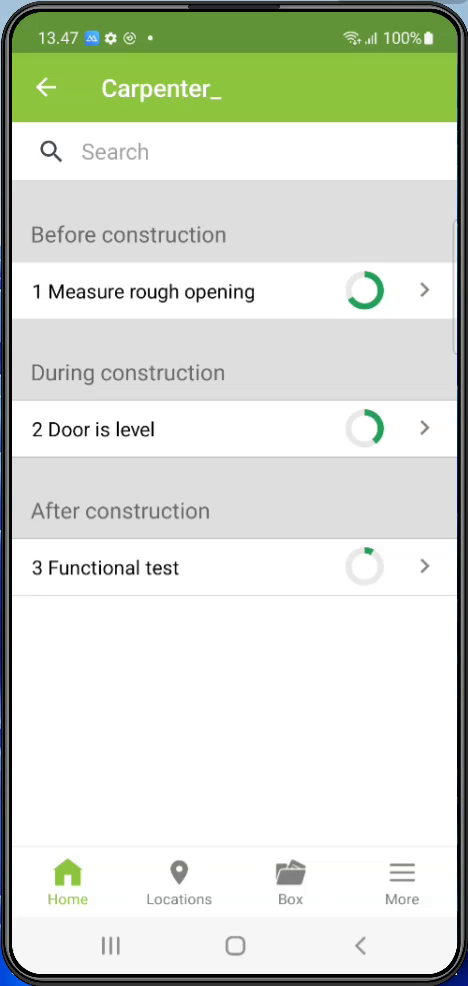 13.47
100%
Carpenter_
Search
Before construction
1 Measure rough opening
During construction
2 Door is level
After construction
3 Functional test
Home Locations Box More